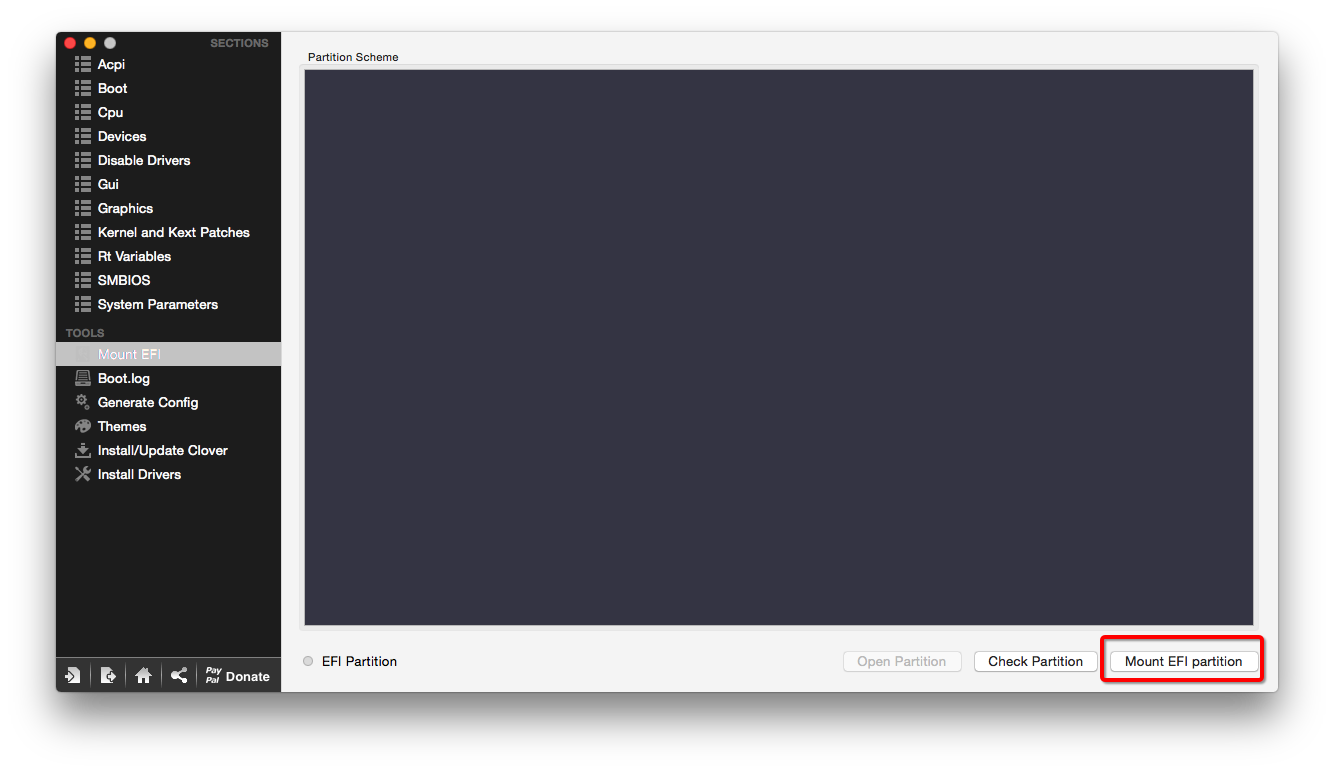 SECTIONS
Acpi
Boot
Cpu
Devices
Disable Drivers
Gui
Graphics
Kernel and Kext Patches
Rt Variables
SMBIOS
System Parameters
TOOLS
Mount EFI
Boot.log
Generate Config
Themes
Install/Update Clover
Install Drivers
Pay
Pal Donate
Partition Scheme
EFI Partition
Open Partition
Check Partition
Mount EFI partition